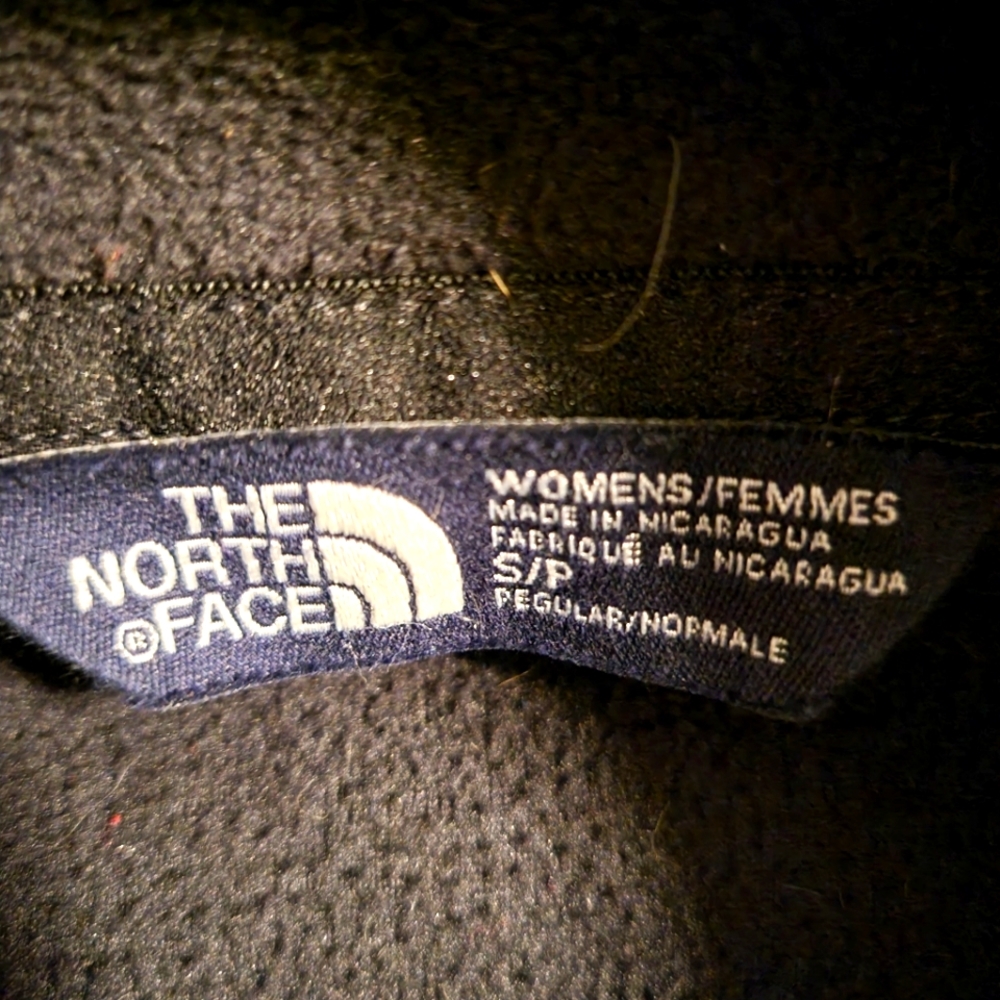 THE
NORTH
®FACE
WOMENS/FEMMES
MADE IN NICARAGUA
FABRIQUÉ AU NICARAGUA
S/P
REGULAR/NORMALE